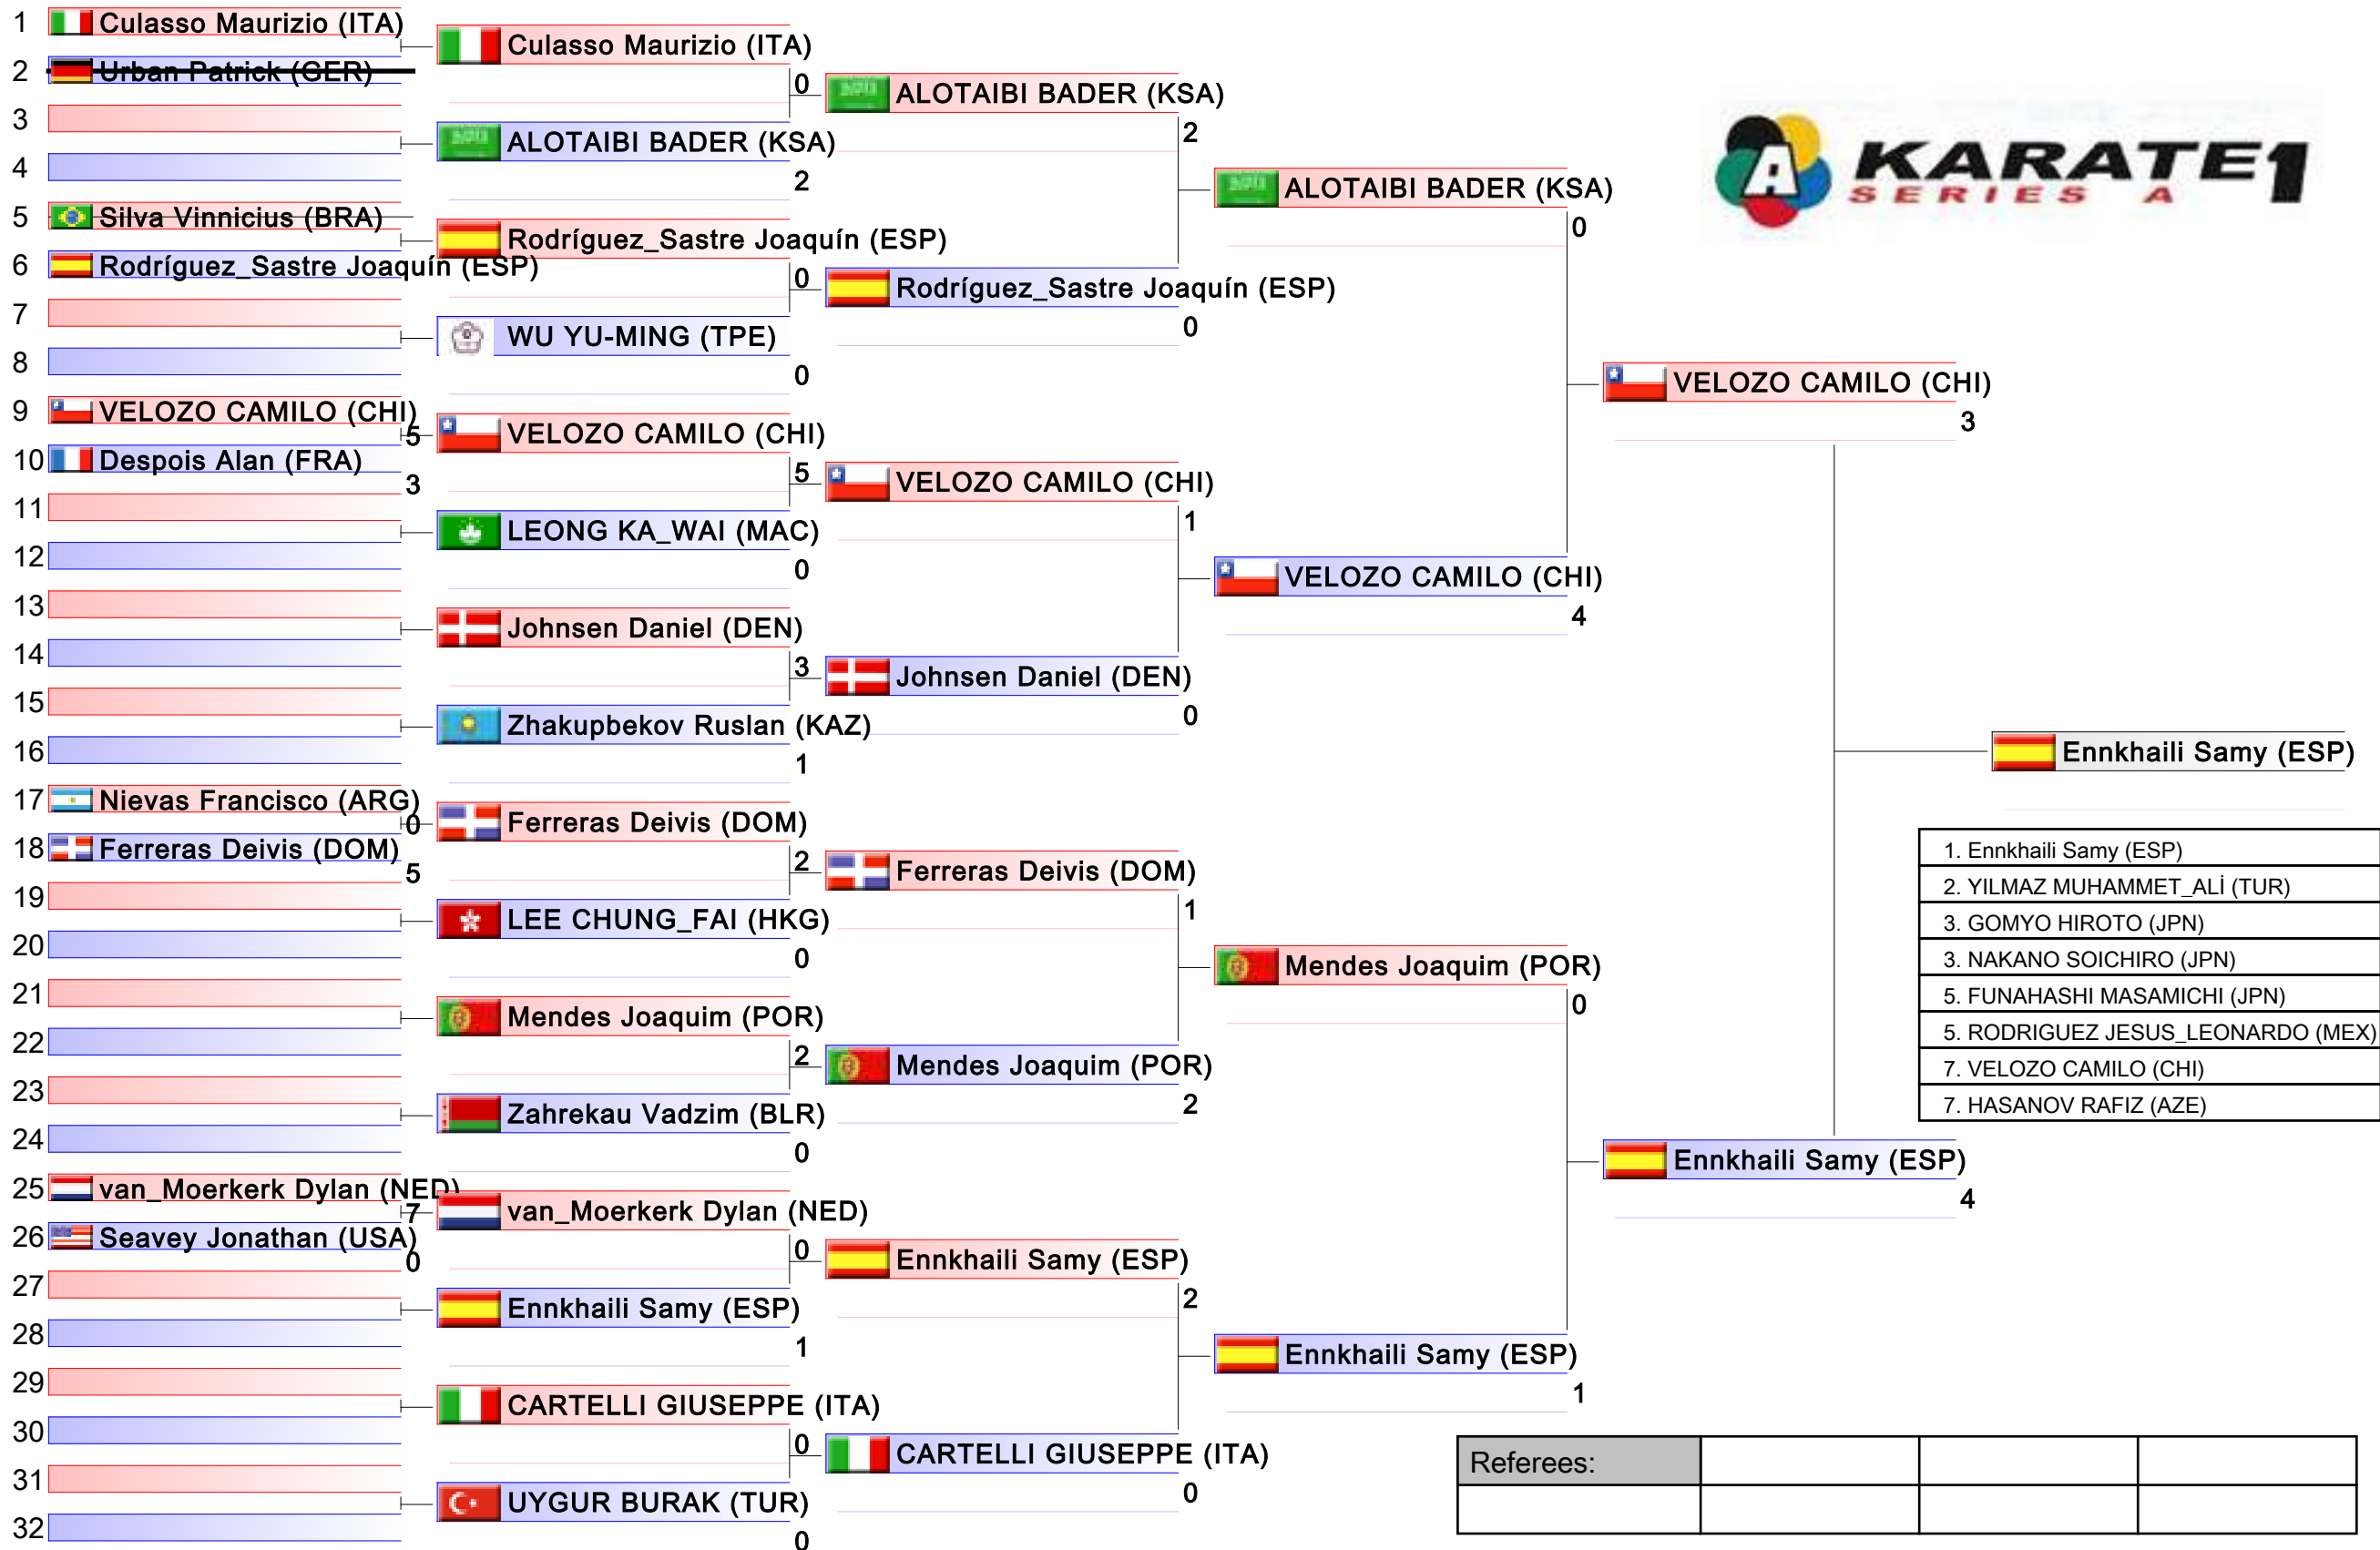 1 Culasso Maurizio (ITA)
2 Urban Patrick (GER)
3
4
5 Silva Vinnicius (BRA)
6 Rodríguez_Sastre Joaquín (ESP)
7
8
9 VELOZO CAMILO (CHI)
5
10 Despois Alan (FRA)
3
11
12
13
14
15
16
17 Nievas Francisco (ARG)
0
18 Ferreras Deivis (DOM)
5
19
20
21
22
23
24
25 van_Moerkerk Dylan (NED)
7
26 Seavey Jonathan (USA)
0
27
28
29
30
31
32
Culasso Maurizio (ITA)
0
ALOTAIBI BADER (KSA)
2
Rodríguez_Sastre Joaquín (ESP)
0
WU YU-MING (TPE)
0
VELOZO CAMILO (CHI)
5
LEONG KA_WAI (MAC)
0
Johnsen Daniel (DEN)
3
Zhakupbekov Ruslan (KAZ)
1
Ferreras Deivis (DOM)
2
LEE CHUNG_FAI (HKG)
0
Mendes Joaquim (POR)
2
Zahrekau Vadzim (BLR)
0
van_Moerkerk Dylan (NED)
0
Ennkhaili Samy (ESP)
1
CARTELLI GIUSEPPE (ITA)
0
UYGUR BURAK (TUR)
0
ALOTAIBI BADER (KSA)
2
Rodríguez_Sastre Joaquín (ESP)
0
VELOZO CAMILO (CHI)
1
Johnsen Daniel (DEN)
0
Ferreras Deivis (DOM)
1
Mendes Joaquim (POR)
2
Ennkhaili Samy (ESP)
2
CARTELLI GIUSEPPE (ITA)
0
ALOTAIBI BADER (KSA)
0
VELOZO CAMILO (CHI)
4
Mendes Joaquim (POR)
0
Ennkhaili Samy (ESP)
1
VELOZO CAMILO (CHI)
3
Ennkhaili Samy (ESP)
4
Ennkhaili Samy (ESP)
A KARATE1
SERIES A
1. Ennkhaili Samy (ESP)
2. YILMAZ MUHAMMET_ALİ (TUR)
3. GOMYO HIROTO (JPN)
3. NAKANO SOICHIRO (JPN)
5. FUNAHASHI MASAMICHI (JPN)
5. RODRIGUEZ JESUS_LEONARDO (MEX)
7. VELOZO CAMILO (CHI)
7. HASANOV RAFIZ (AZE)
Referees: